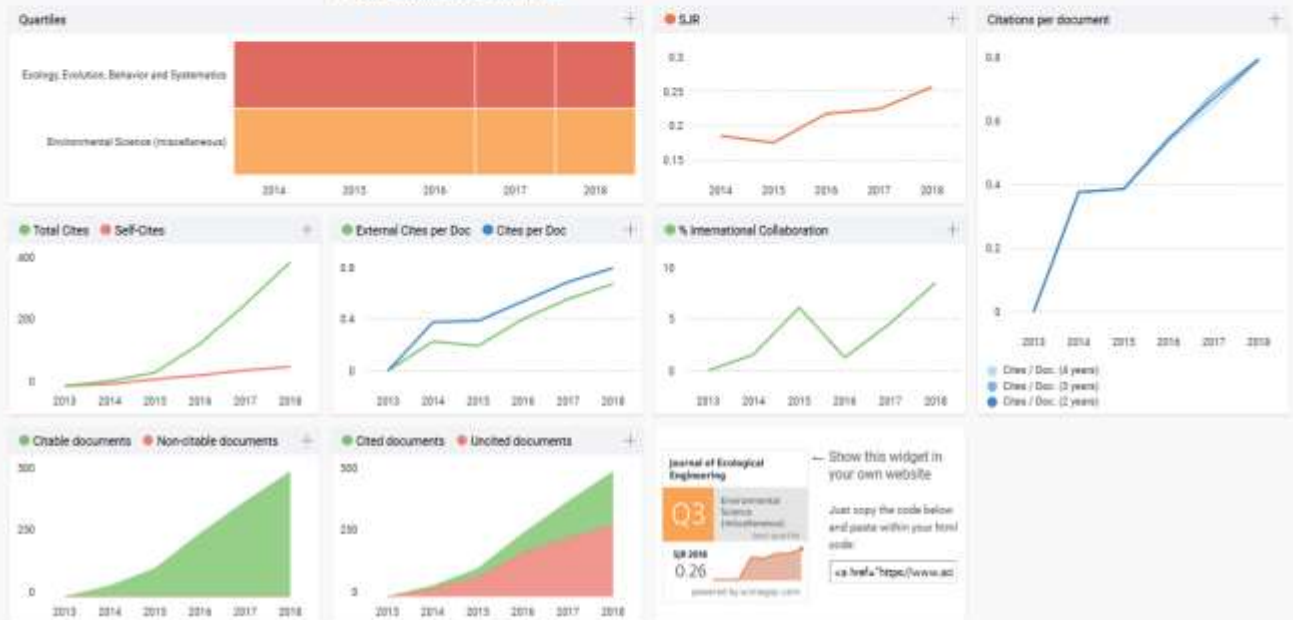 Quartiles
Ecology, Evolution, Behavior and Systematics
Environmental Science (miscellaneous)
2014 2015 2016 2017 2018
SJR
0.3
0.25
0.2
0.15
2014 2015 2016 2017 2018
Citations per document
0.8
0.6
0.4
0.2
0
2013 2014 2015 2016 2017 2018
Cites / Doc. (4 years)
Cites / Doc. (3 years)
Cites / Doc. (2 years)
Total Cites Self-Cites
400
200
0
2013 2014 2015 2016 2017 2018
External Cites per Doc Cites per Doc
0.8
0.4
0
2013 2014 2015 2016 2017 2018
% International Collaboration
10
5
0
2013 2014 2015 2016 2017 2018
Citable documents Non-citable documents
500
250
0
2013 2014 2015 2016 2017 2018
Cited documents Uncited documents
500
250
0
2013 2014 2015 2016 2017 2018
Journal of Ecological
Engineering
Q3
Environmental
Science
(miscellaneous)
best quartile
SJR 2018
0.26
powered by scimagojr.com
← Show this widget in
your own website
Just copy the code below
and paste within your html
code:
<a href="https://www.sci